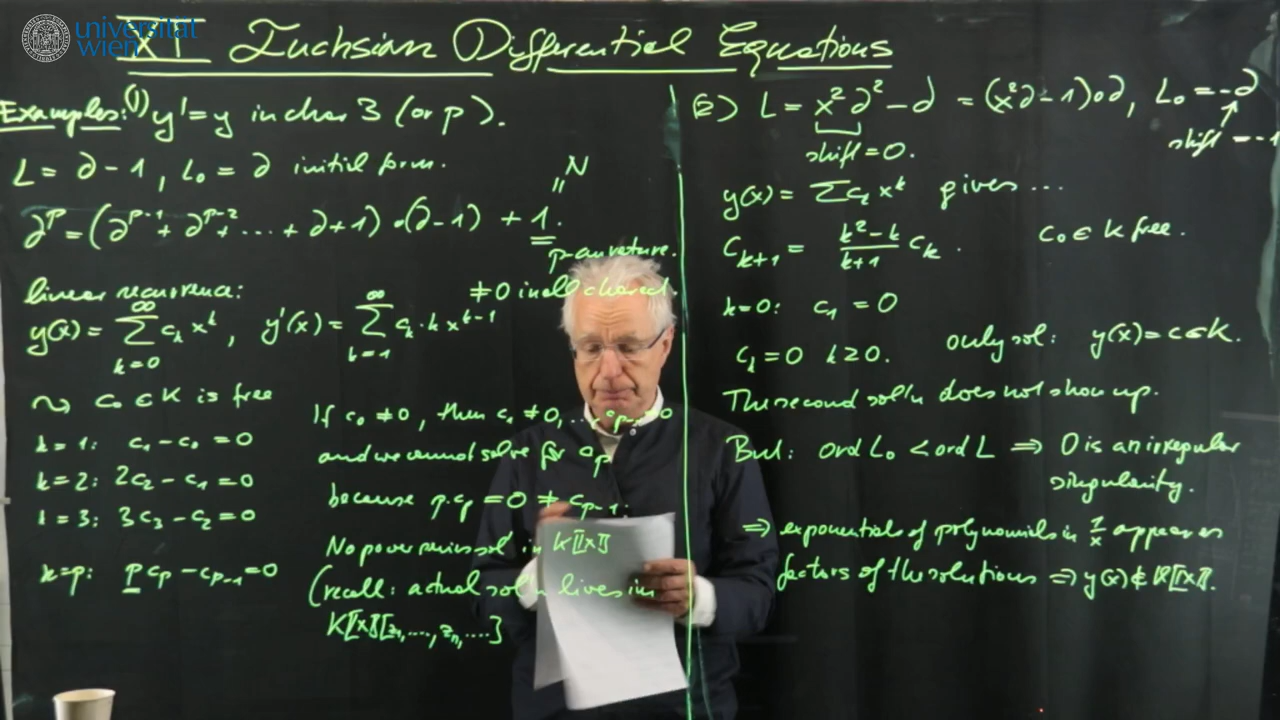 universität
wien
XI Fuchsian Differential Equations
Examples: (1) y' = y in char 3 (or p).
L = ∂ - 1, L₀ = ∂ initial form.
∂ᵖ = (∂ᵖ⁻¹ + ∂ᵖ⁻² + ... + ∂ + 1) ∘ (∂ - 1) + 1.
" N
p-curvature.
≠ 0 in all charact.
linear recurrence:
y(x) = ∑_{k=0}^∞ c_k x^k, y'(x) = ∑_{k=1}^∞ c_k · k x^{k-1}
⤳ c₀ ∈ K is free
k = 1: c₁ - c₀ = 0
k = 2: 2c₂ - c₁ = 0
k = 3: 3c₃ - c₂ = 0
k = p: p c_p - c_{p-1} = 0
If c₀ ≠ 0, then c₁ ≠ 0, ..., c_{p-1} ≠ 0
and we cannot solve for c_p
because p·c_p = 0 ≠ c_{p-1}.
No power series sol. in K[[x]]
(recall: actual sol'n lives in
K[[x]][z₁, ..., z_n, ....]
(2) L = x²∂² - ∂ = (x²∂ - 1) ∘ ∂, L₀ = -∂
shift = 0.
shift = -1
y(x) = ∑ c_k x^k gives ...
c_{k+1} = (k² - k)/(k+1) c_k. c₀ ∈ K free.
k = 0: c₁ = 0
c_k = 0 k ≥ 0. only sol: y(x) = c ∈ K.
The second sol'n does not show up.
But: ord L₀ < ord L ⟹ 0 is an irregular
singularity.
⟹ exponentials of polynomials in 1/x appear as
factors of the solutions ⟹ y(x) ∉ K[[x]].